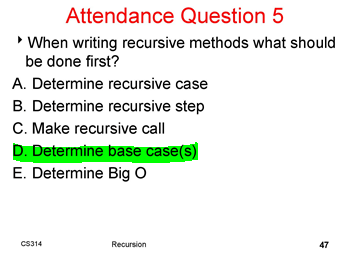 Attendance Question 5
When writing recursive methods what should
be done first?
A. Determine recursive case
B. Determine recursive step
C. Make recursive call
D. Determine base case(s)
E. Determine Big O
CS314 Recursion 47